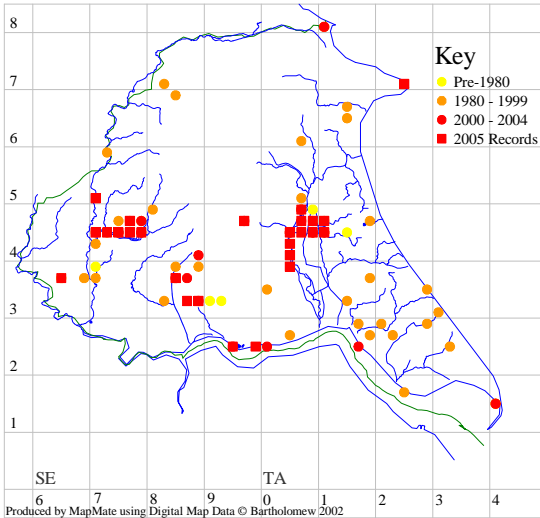 8
7
6
5
4
3
2
1
Key
Pre-1980
1980 - 1999
2000 - 2004
2005 Records
SE TA
6 7 8 9 0 1 2 3 4
Produced by MapMate using Digital Map Data © Bartholomew 2002